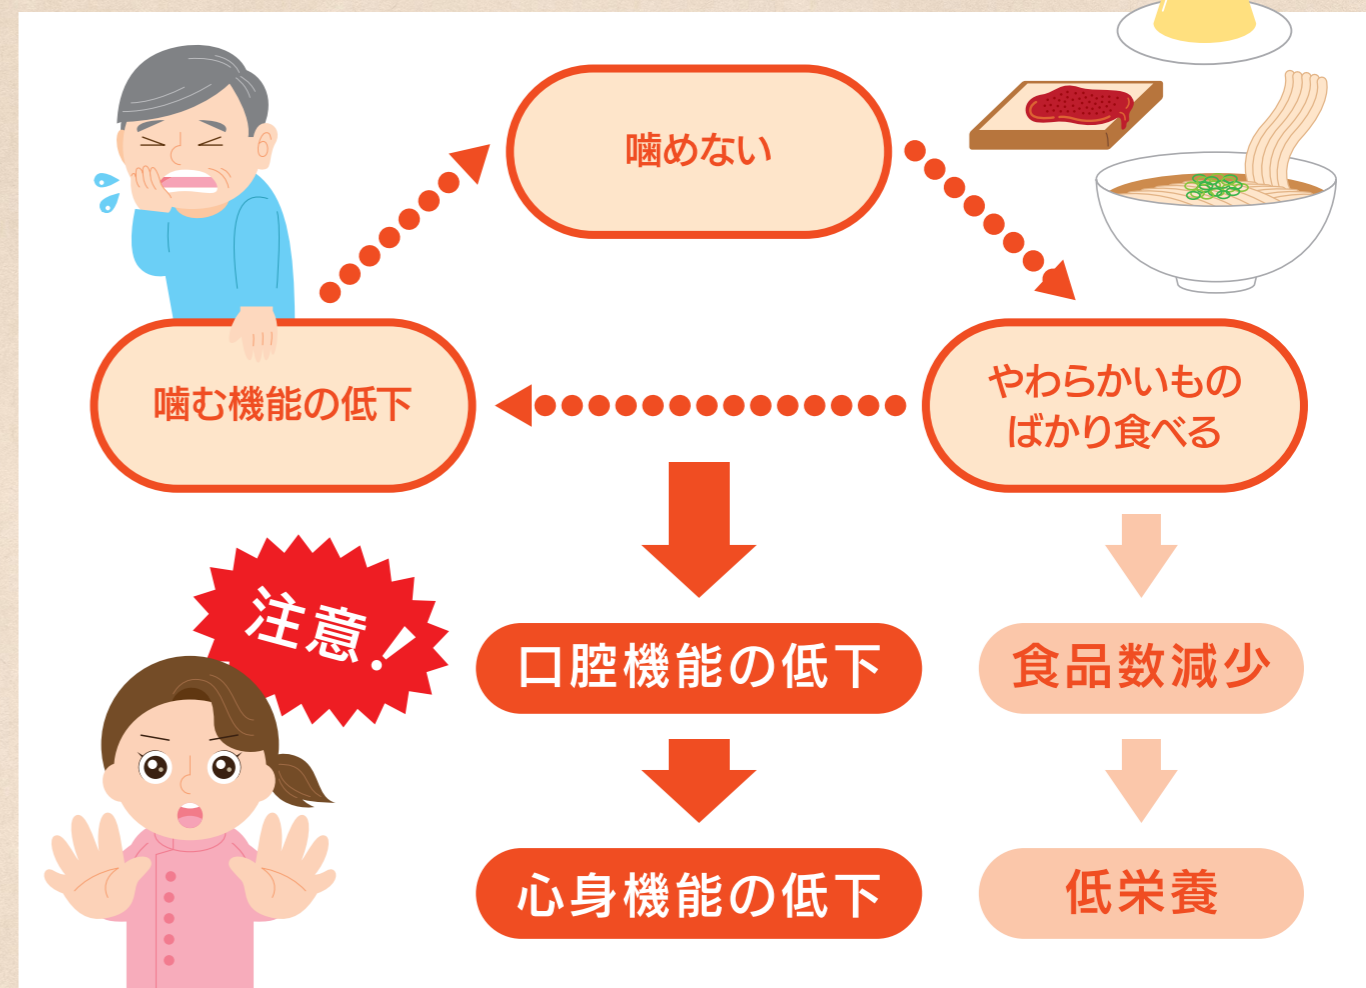 噛めない
噛む機能の低下
やわらかいもの
ばかり食べる
注意！
口腔機能の低下
食品数減少
心身機能の低下
低栄養